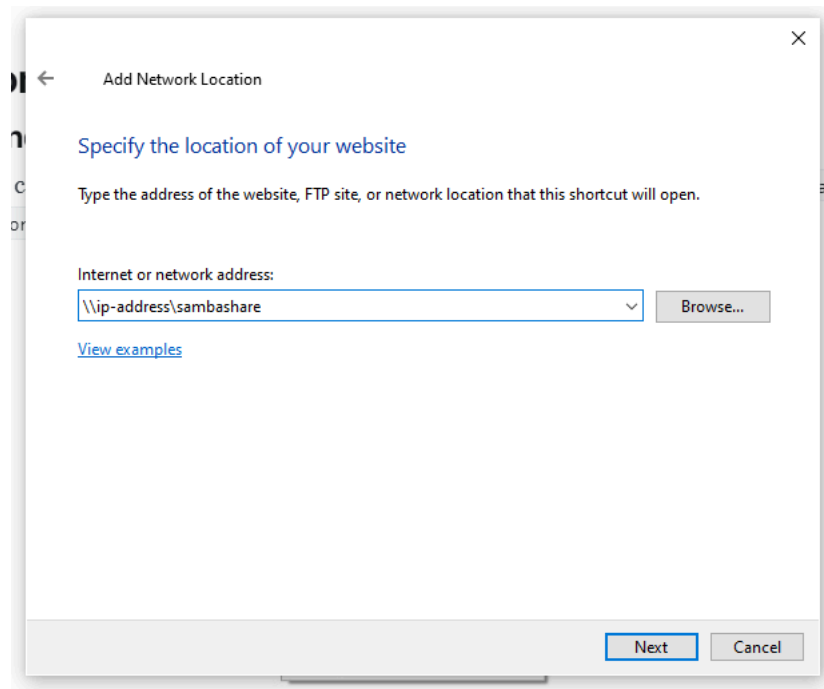 Add Network Location
Specify the location of your website
Type the address of the website, FTP site, or network location that this shortcut will open.
Internet or network address:
\\ip-address\sambashare
Browse...
View examples
Next
Cancel